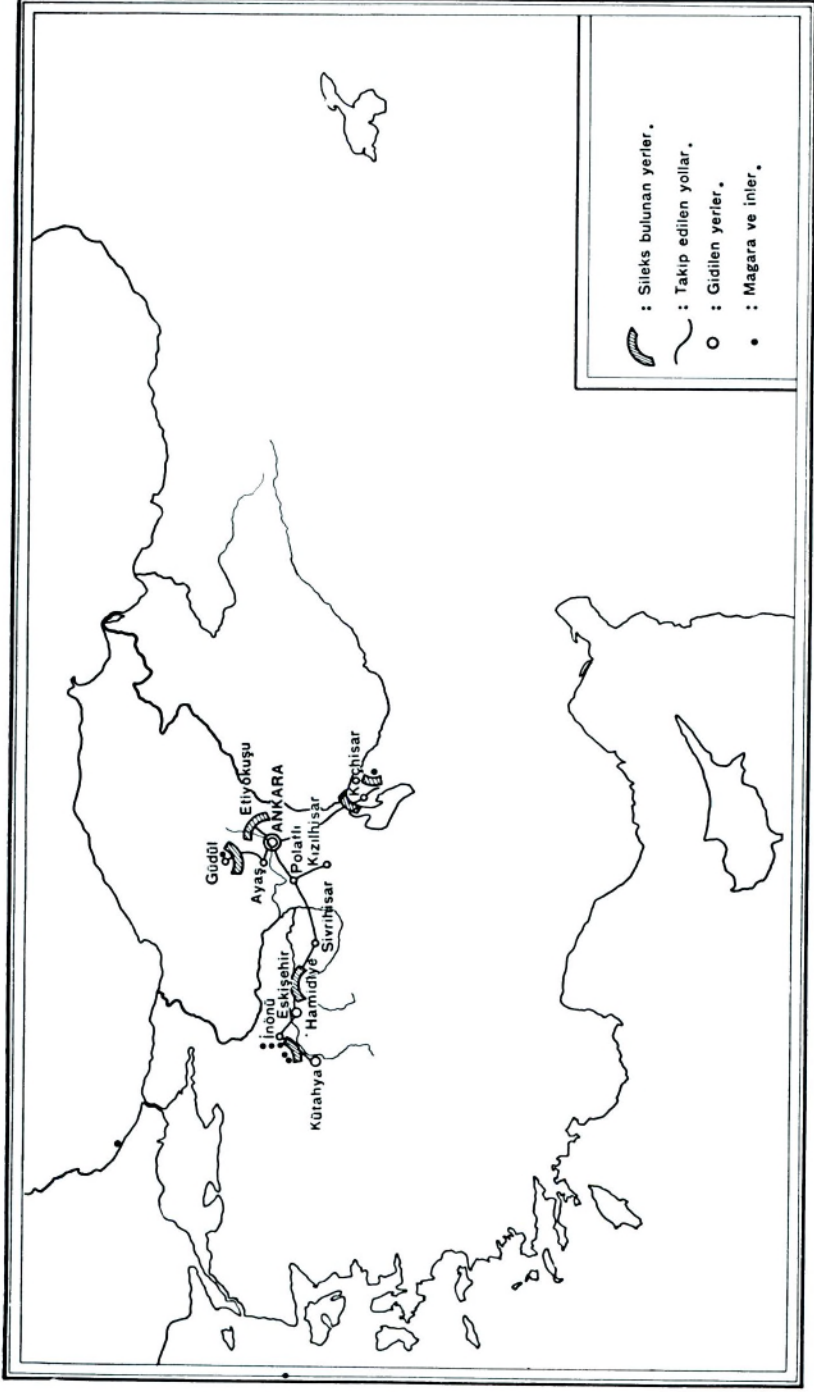 Güdül
Etiyokuşu
Ayaş
ANKARA
Polatlı
Kızılhisar
Koçhisar
Sivrihisar
İnönü
Eskişehir
Hamidiye
Kütahya
: Sileks bulunan yerler.
: Takip edilen yollar.
: Gidilen yerler.
: Magara ve inler.